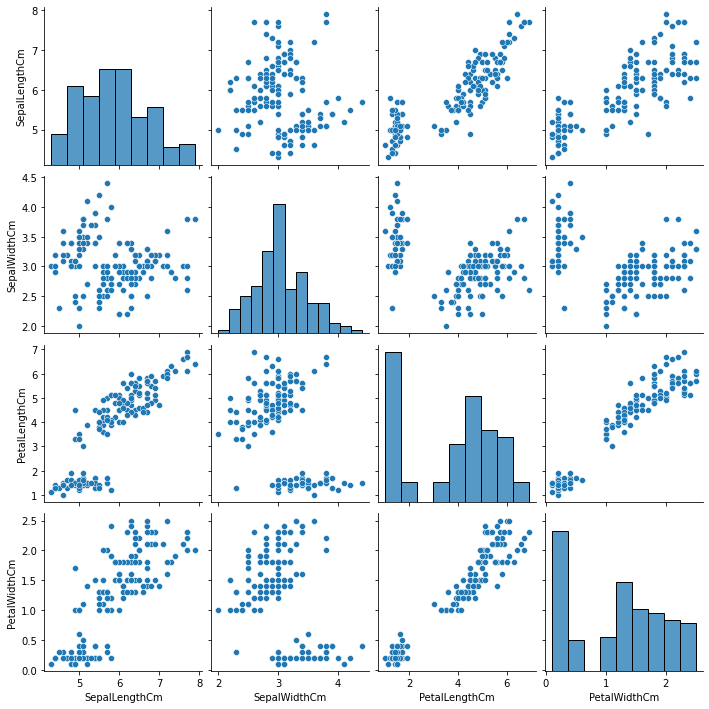 8
7
6
5
SepalLengthCm
4.5
4.0
3.5
3.0
2.5
2.0
SepalWidthCm
7
6
5
4
3
2
1
PetalLengthCm
2.5
2.0
1.5
1.0
0.5
0.0
PetalWidthCm
5 6 7 8
2 3 4
2 4 6
0 1 2
SepalLengthCm
SepalWidthCm
PetalLengthCm
PetalWidthCm